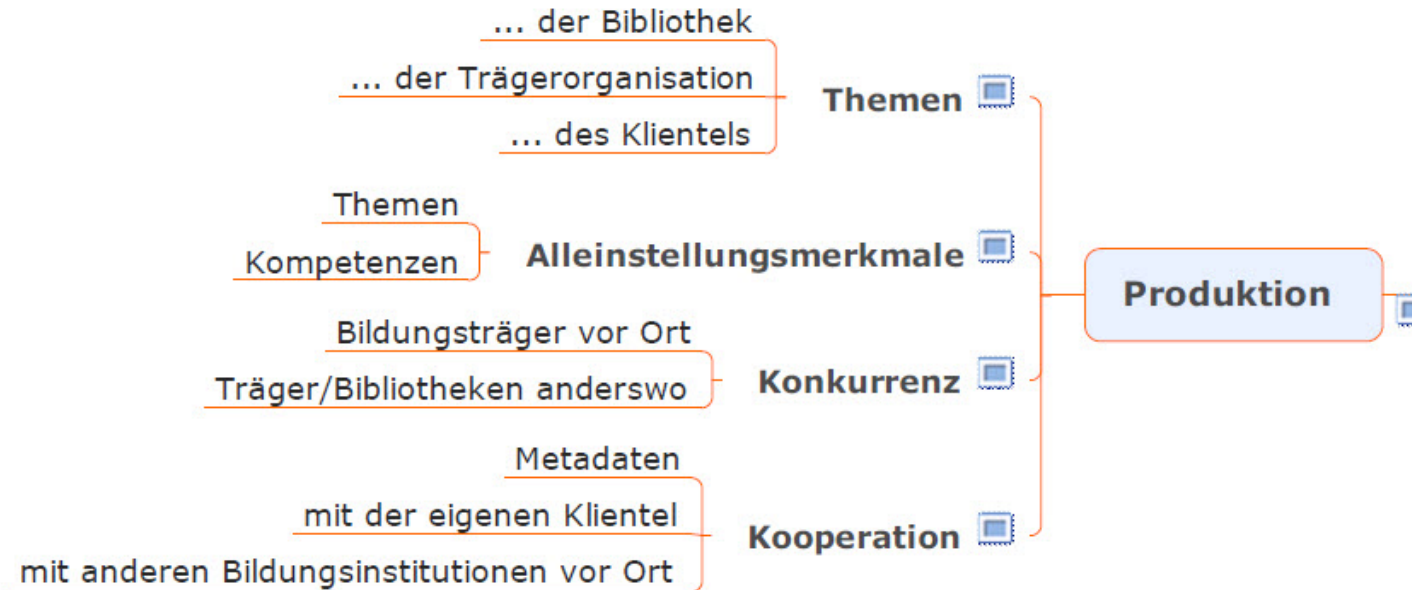 ... der Bibliothek
... der Trägerorganisation
... des Klientels
Themen
Themen
Kompetenzen
Alleinstellungsmerkmale
Produktion
Bildungsträger vor Ort
Träger/Bibliotheken anderswo
Konkurrenz
Metadaten
mit der eigenen Klientel
mit anderen Bildungsinstitutionen vor Ort
Kooperation